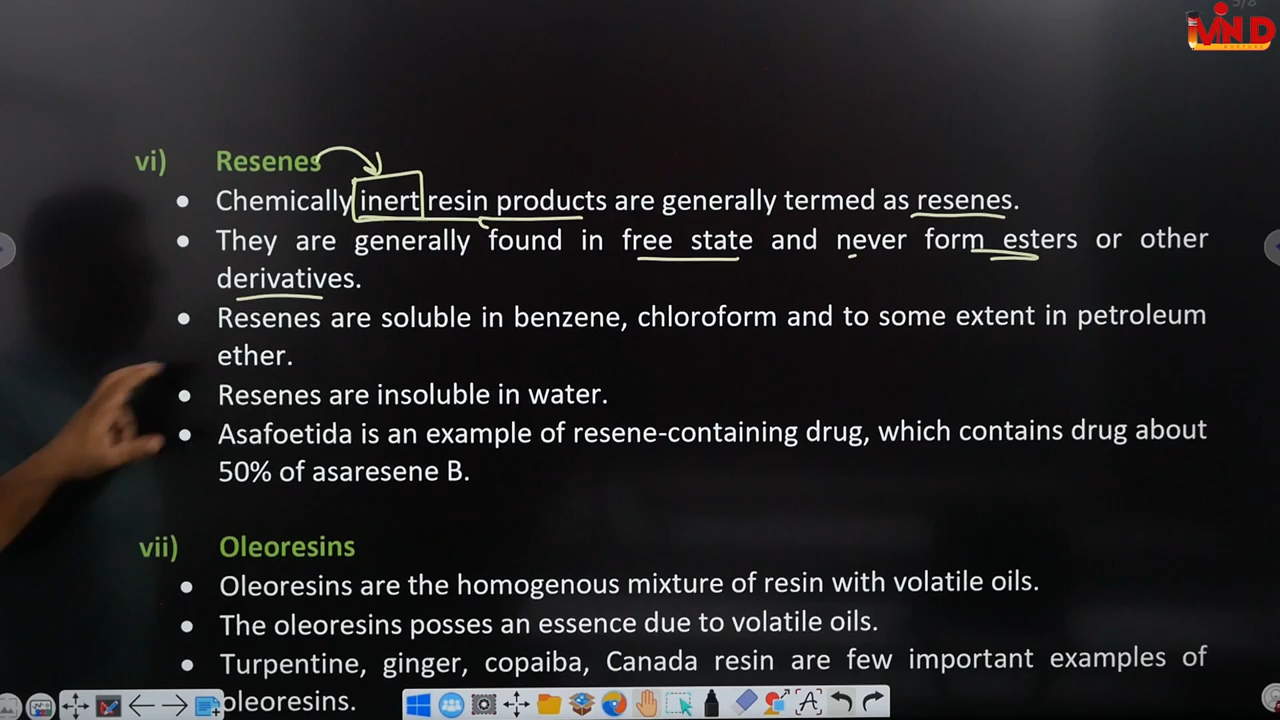 5/8
MIND
vi) Resenes
• Chemically inert resin products are generally termed as resenes.
• They are generally found in free state and never form esters or other
derivatives.
• Resenes are soluble in benzene, chloroform and to some extent in petroleum
ether.
• Resenes are insoluble in water.
• Asafoetida is an example of resene-containing drug, which contains drug about
50% of asaresene B.
vii) Oleoresins
• Oleoresins are the homogenous mixture of resin with volatile oils.
• The oleoresins posses an essence due to volatile oils.
• Turpentine, ginger, copaiba, Canada resin are few important examples of
oleoresins.